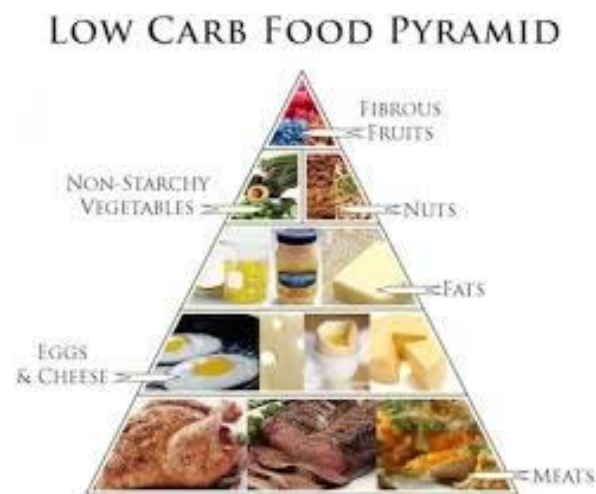 LOW CARB FOOD PYRAMID
FIBROUS
FRUITS
NON-STARCHY
VEGETABLES
NUTS
FATS
EGGS
& CHEESE
MEATS